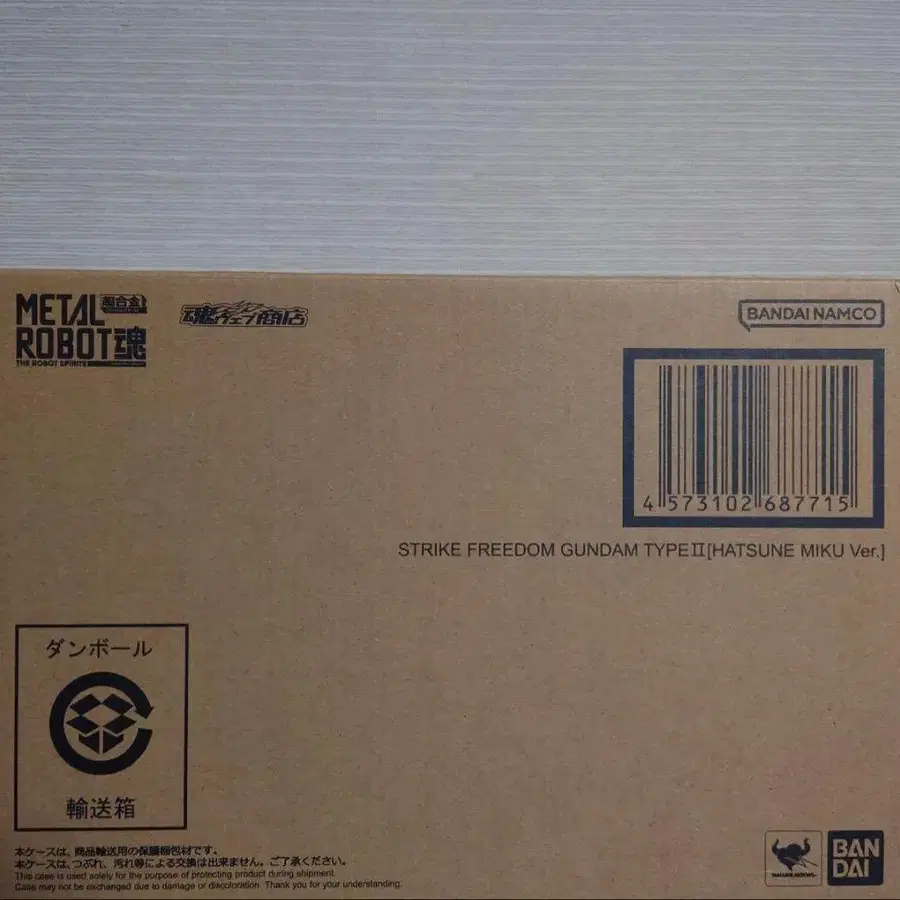 METAL
ROBOT魂
超合金
THE ROBOT SPIRITS
魂ウェブ商店
BANDAI NAMCO
4 573102 687715
STRIKE FREEDOM GUNDAM TYPEⅡ[HATSUNE MIKU Ver.]
ダンボール
輸送箱
本ケースは、商品輸送用の保護梱包材です。
本ケースは、つぶれ、汚れ等による交換は出来ません。ご了承ください。
This case is used solely for the purpose of protecting product during shipment.
Case may not be exchanged due to damage or discoloration. Thank you for your understanding.
BAN
DAI